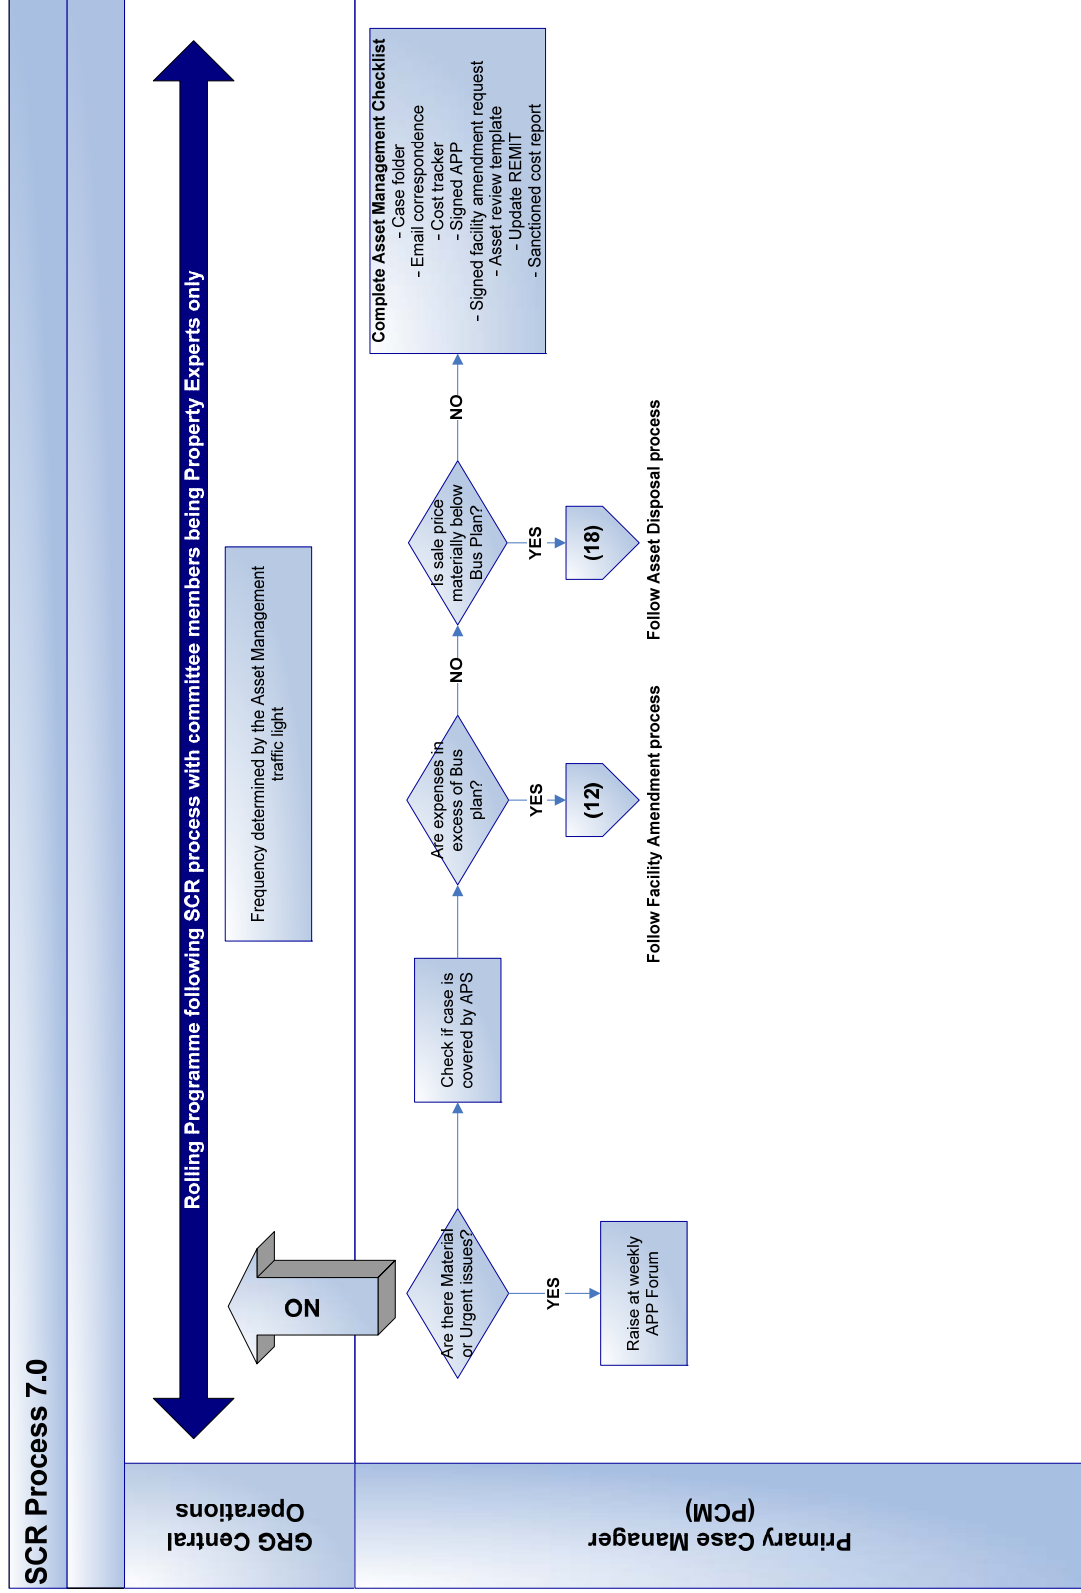 SCR Process 7.0
GRG Central
Operations
Rolling Programme following SCR process with committee members being Property Experts only
Frequency determined by the Asset Management
traffic light
NO
Primary Case Manager
(PCM)
Are there Material
or Urgent issues?
YES
Raise at weekly
APP Forum
Check if case is
covered by APS
Are expenses in
excess of Bus
plan?
YES
(12)
Follow Facility Amendment process
NO
Is sale price
materially below
Bus Plan?
YES
(18)
Follow Asset Disposal process
NO
Complete Asset Management Checklist
- Case folder
- Email correspondence
- Cost tracker
- Signed APP
- Signed facility amendment request
- Asset review template
- Update REMIT
- Sanctioned cost report